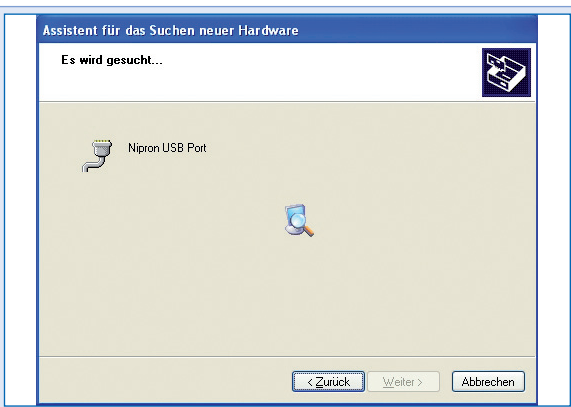 Assistent für das Suchen neuer Hardware
Es wird gesucht...
Nipron USB Port
< Zurück
Weiter >
Abbrechen